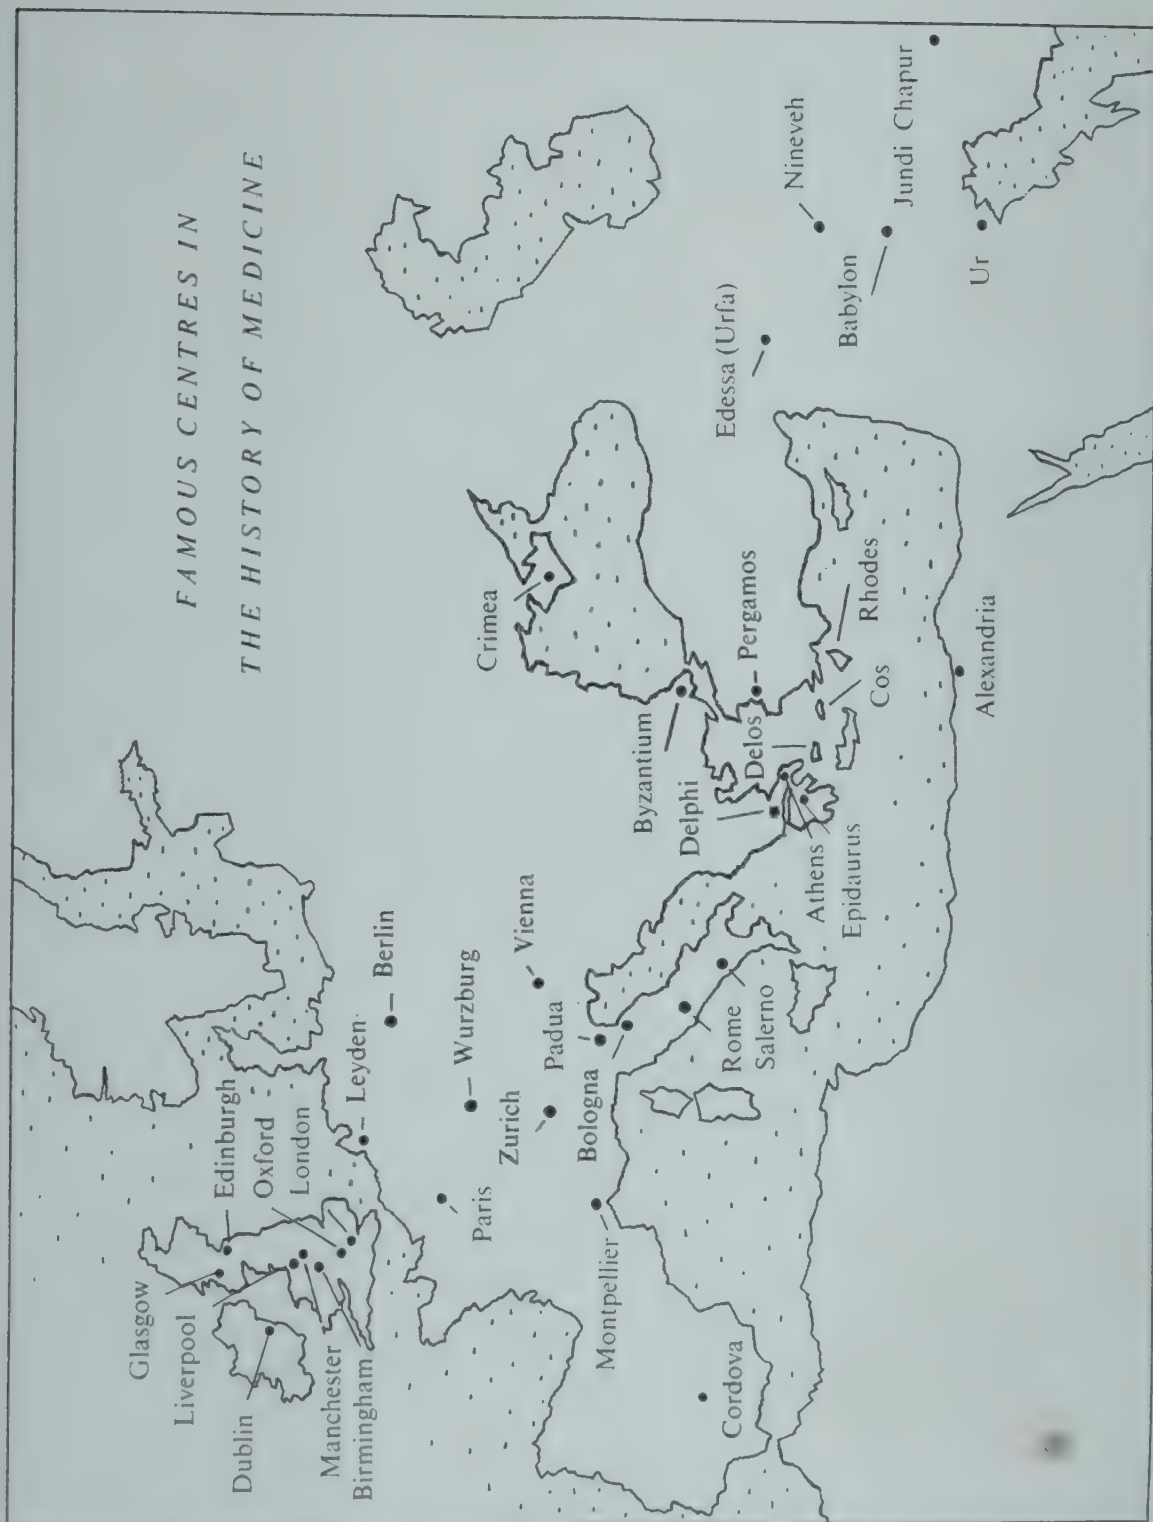 FAMOUS CENTRES IN
THE HISTORY OF MEDICINE
Glasgow
Edinburgh
Liverpool
Oxford
Dublin
London
Manchester
Birmingham
Leyden
Berlin
Paris
Wurzburg
Zurich
Vienna
Padua
Bologna
Montpellier
Rome
Salerno
Cordova
Crimea
Byzantium
Delphi
Delos
Pergamos
Athens
Epidaurus
Rhodes
Cos
Alexandria
Edessa (Urfa)
Nineveh
Babylon
Jundi Chapur
Ur